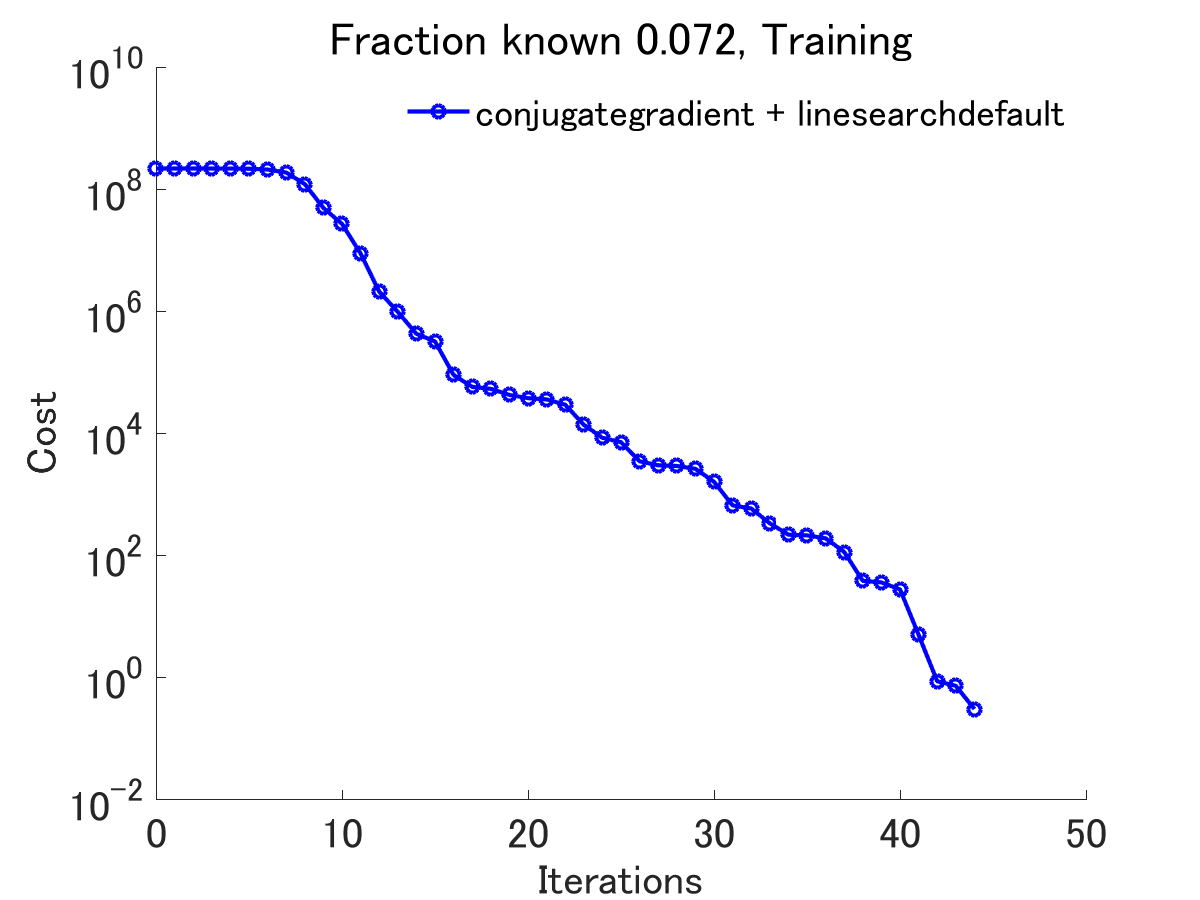 Fraction known 0.072, Training
conjugategradient + linesearchdefault
10^10
10^8
10^6
10^4
10^2
10^0
10^-2
Cost
0 10 20 30 40 50
Iterations